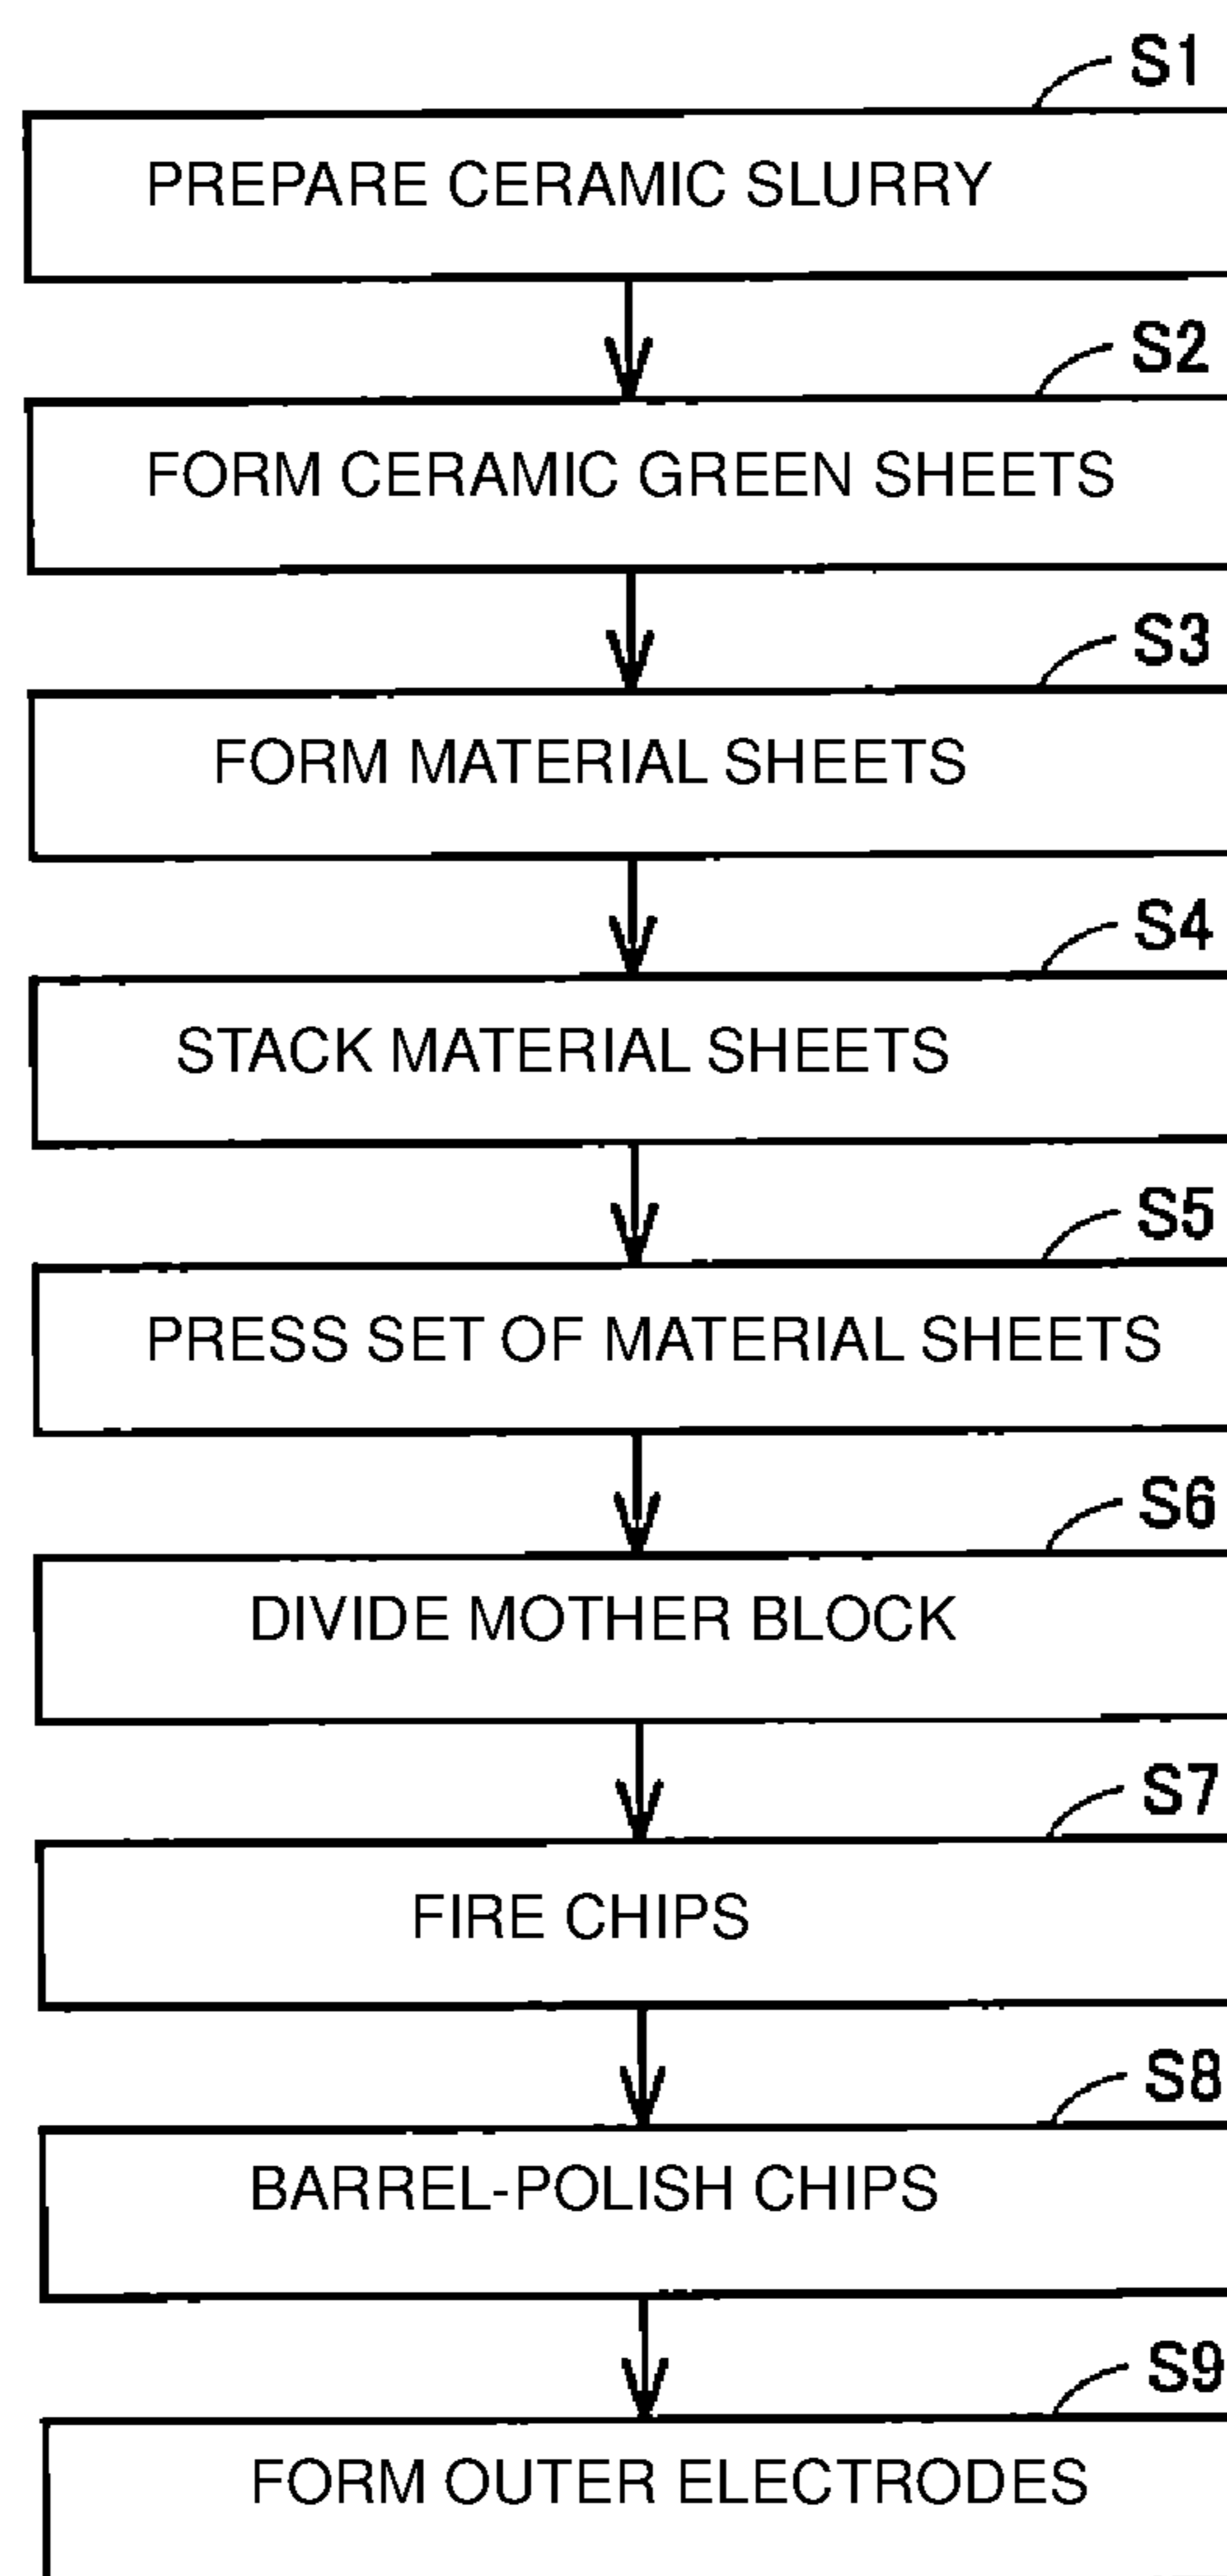 S1
PREPARE CERAMIC SLURRY
S2
FORM CERAMIC GREEN SHEETS
S3
FORM MATERIAL SHEETS
S4
STACK MATERIAL SHEETS
S5
PRESS SET OF MATERIAL SHEETS
S6
DIVIDE MOTHER BLOCK
S7
FIRE CHIPS
S8
BARREL-POLISH CHIPS
S9
FORM OUTER ELECTRODES